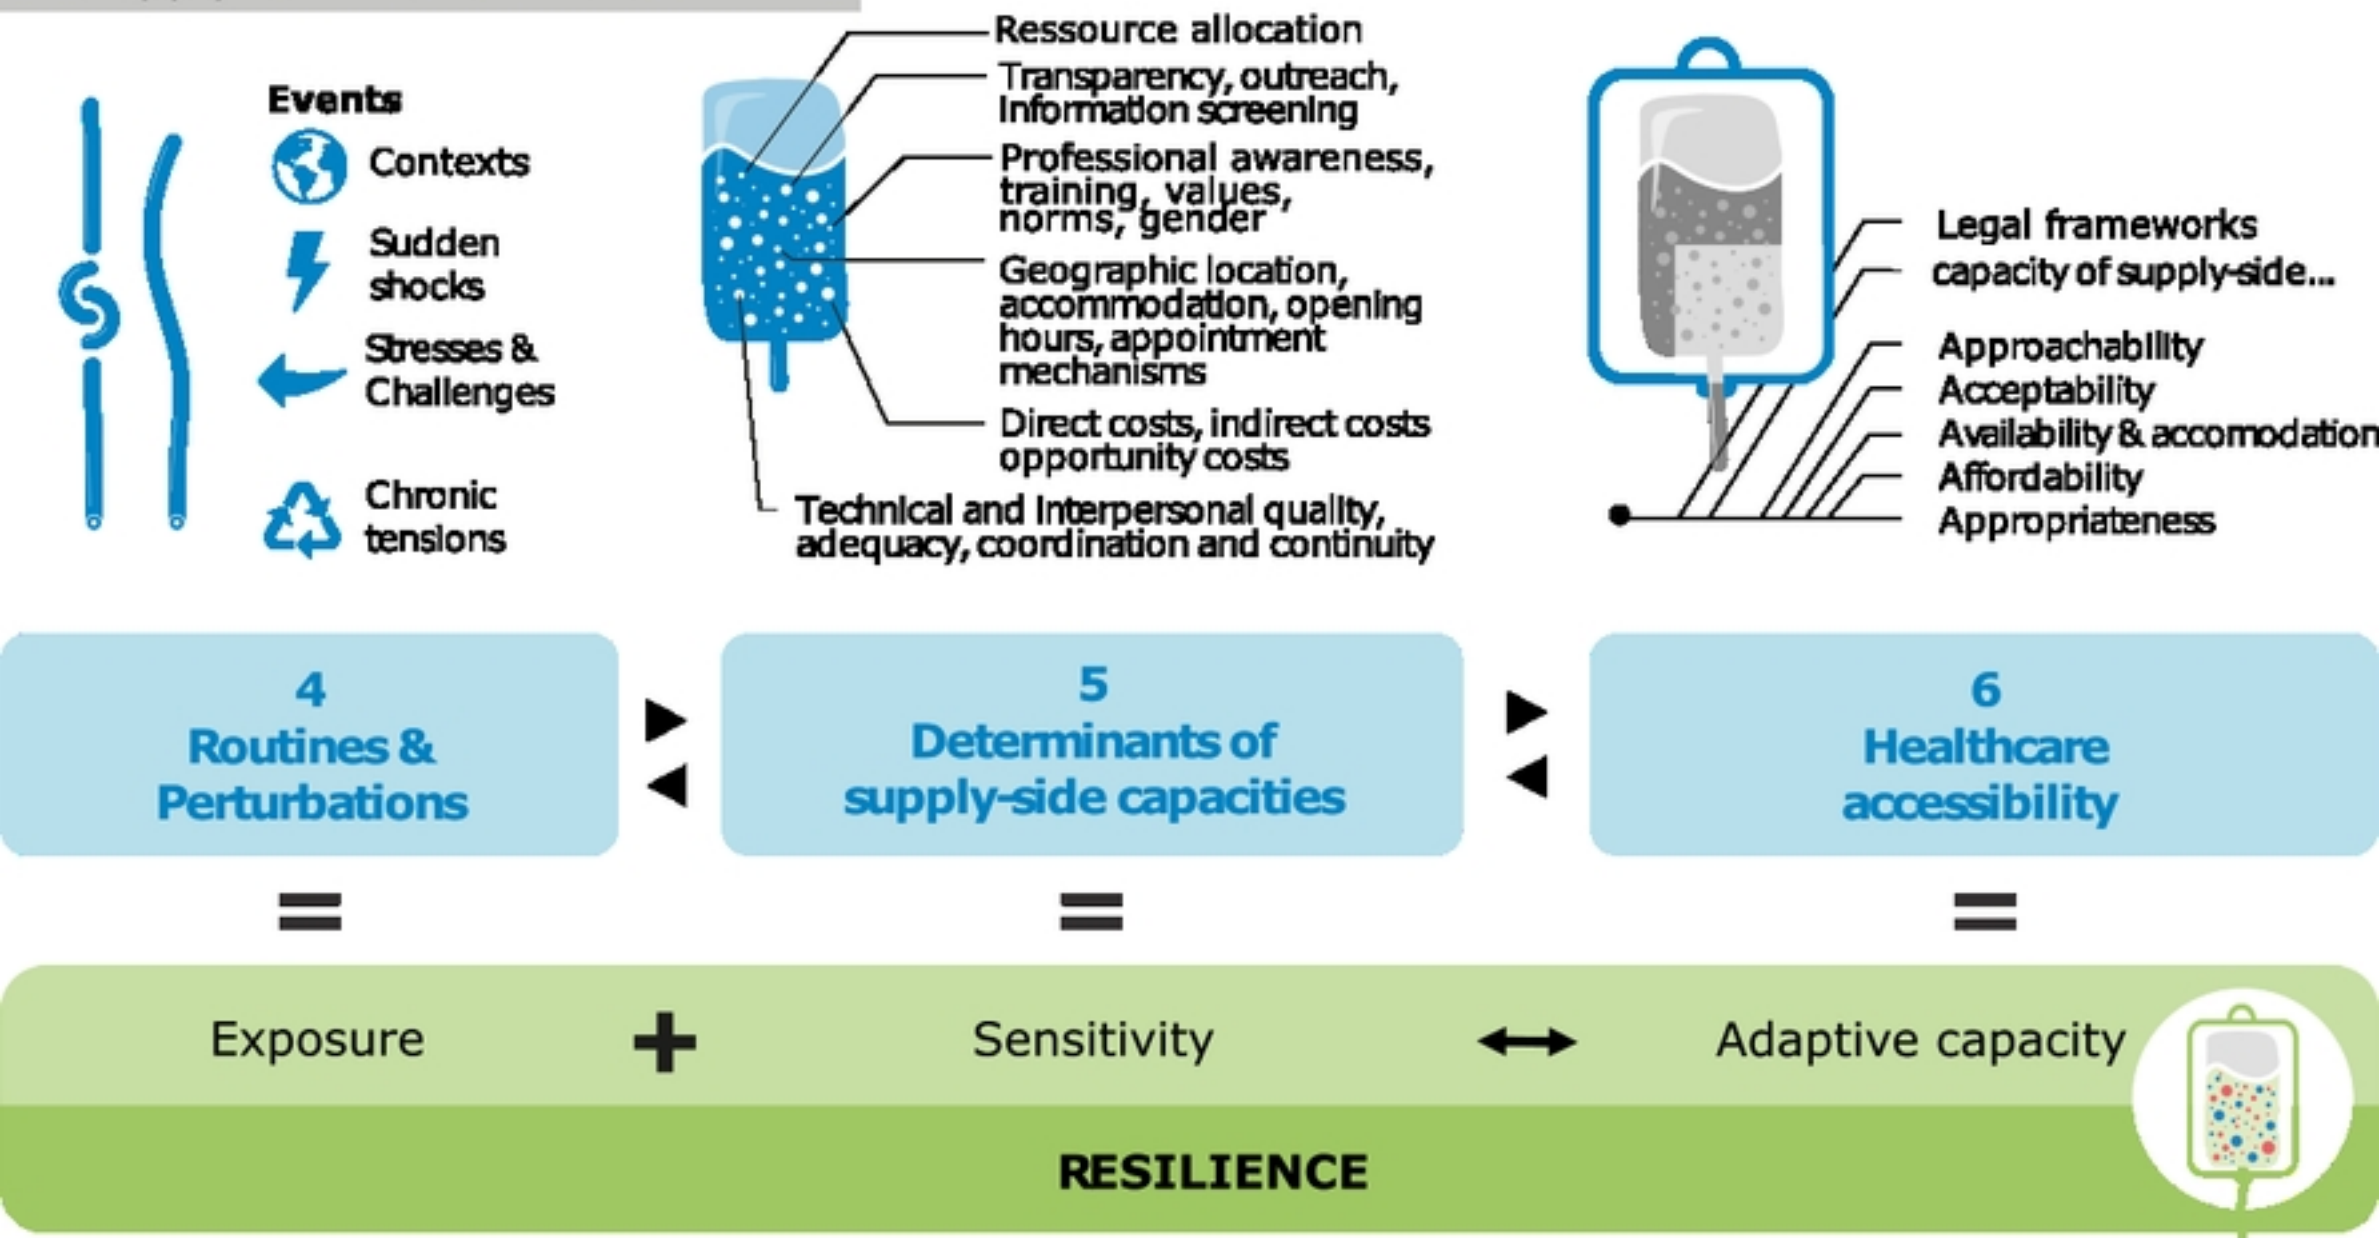 Events
Contexts
Sudden
shocks
Stresses &
Challenges
Chronic
tensions
Ressource allocation
Transparency, outreach,
Information screening
Professional awareness,
training, values,
norms, gender
Geographic location,
accommodation, opening
hours, appointment
mechanisms
Direct costs, indirect costs
opportunity costs
Technical and Interpersonal quality,
adequacy, coordination and continuity
Legal frameworks
capacity of supply-side...
Approachability
Acceptability
Availability & accomodation
Affordability
Appropriateness
4
Routines &
Perturbations
5
Determinants of
supply-side capacities
6
Healthcare
accessibility
=
=
=
Exposure
+
Sensitivity
Adaptive capacity
RESILIENCE